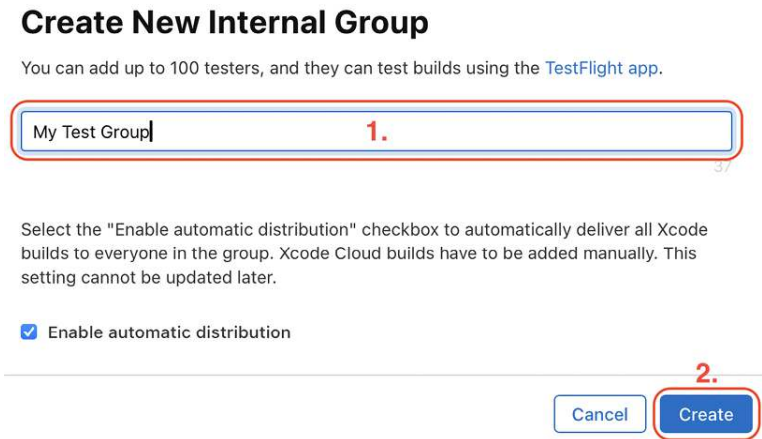 Create New Internal Group
You can add up to 100 testers, and they can test builds using the TestFlight app.
My Test Group 1.
37
Select the "Enable automatic distribution" checkbox to automatically deliver all Xcode
builds to everyone in the group. Xcode Cloud builds have to be added manually. This
setting cannot be updated later.
Enable automatic distribution
2.
Cancel Create